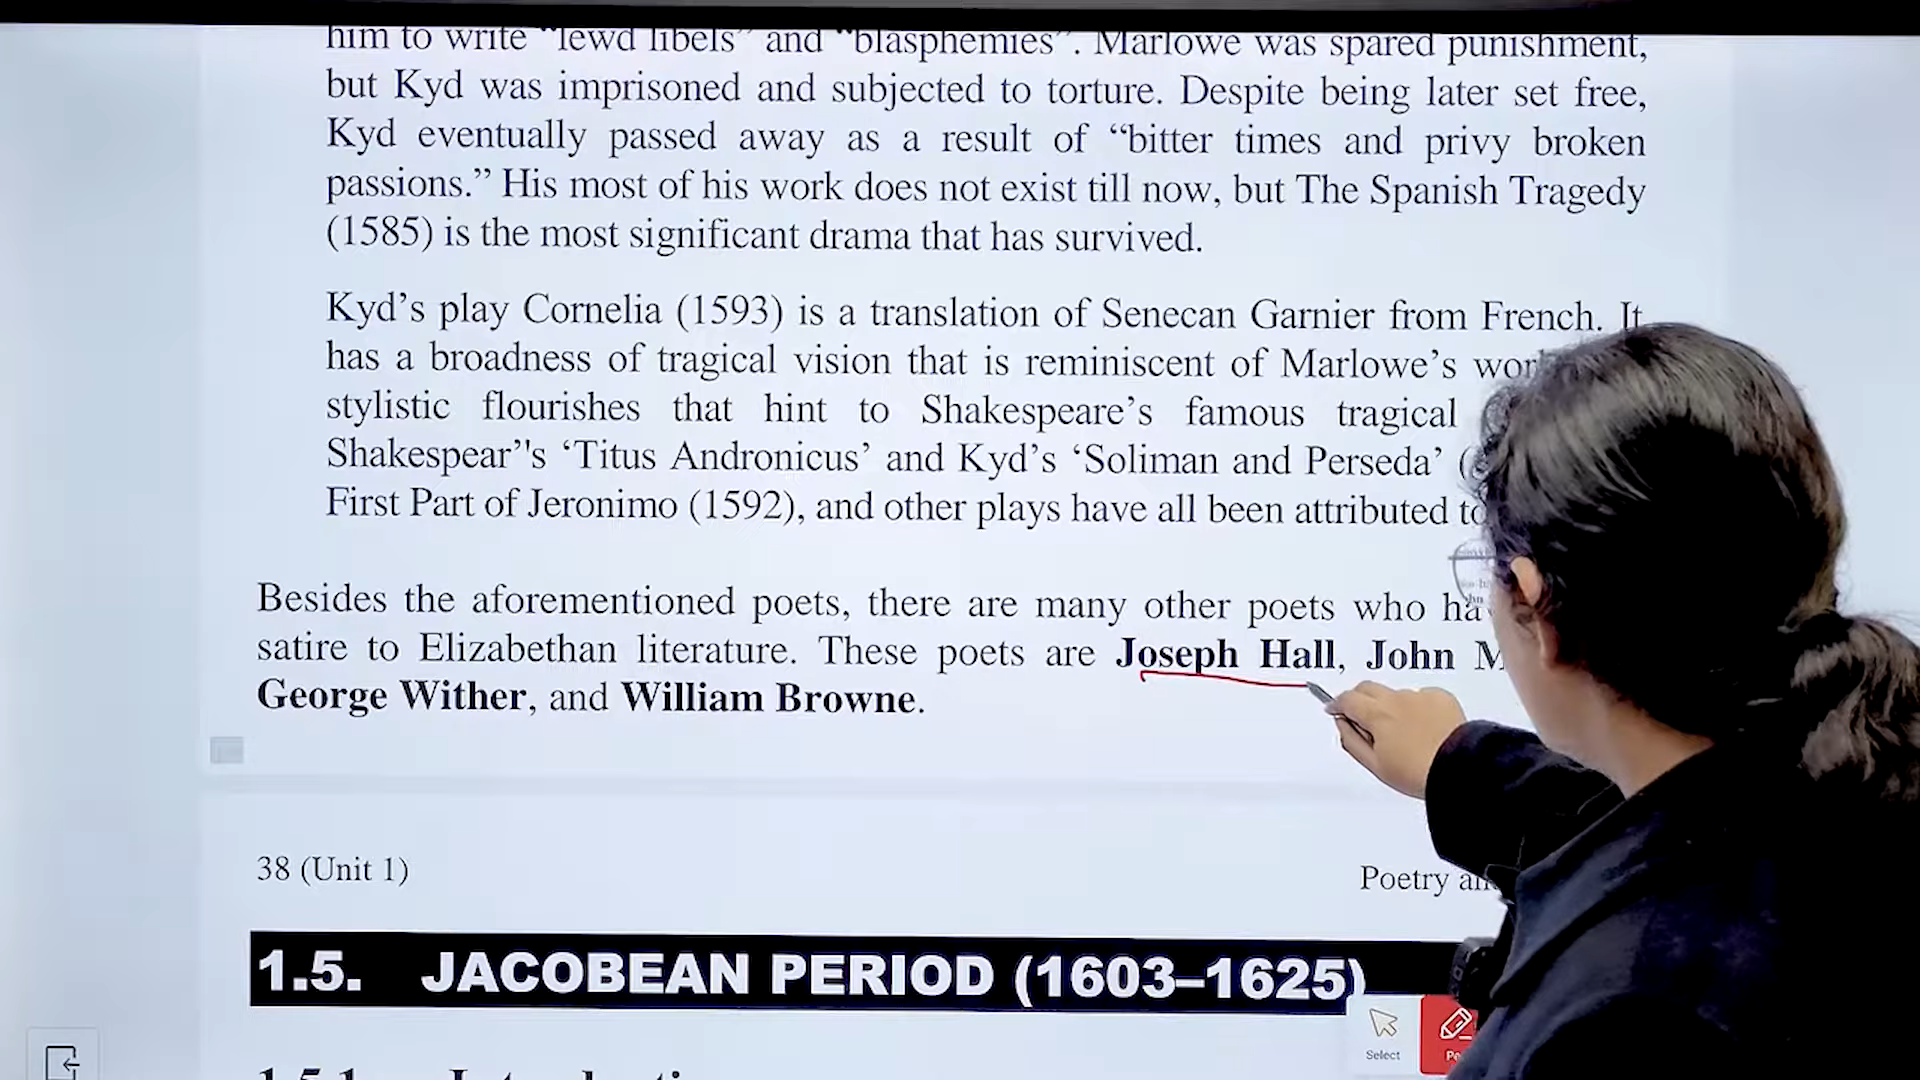 him to write “lewd libels” and “blasphemies”. Marlowe was spared punishment,
but Kyd was imprisoned and subjected to torture. Despite being later set free,
Kyd eventually passed away as a result of “bitter times and privy broken
passions.” His most of his work does not exist till now, but The Spanish Tragedy
(1585) is the most significant drama that has survived.
Kyd’s play Cornelia (1593) is a translation of Senecan Garnier from French. It
has a broadness of tragical vision that is reminiscent of Marlowe’s
stylistic flourishes that hint to Shakespeare’s famous tragical
Shakespear"'s ‘Titus Andronicus’ and Kyd’s ‘Soliman and Perseda’
First Part of Jeronimo (1592), and other plays have all been attributed
Besides the aforementioned poets, there are many other poets who
satire to Elizabethan literature. These poets are Joseph Hall, John
George Wither, and William Browne.
38 (Unit 1)
Poetry
1.5. JACOBEAN PERIOD (1603–1625)
Select